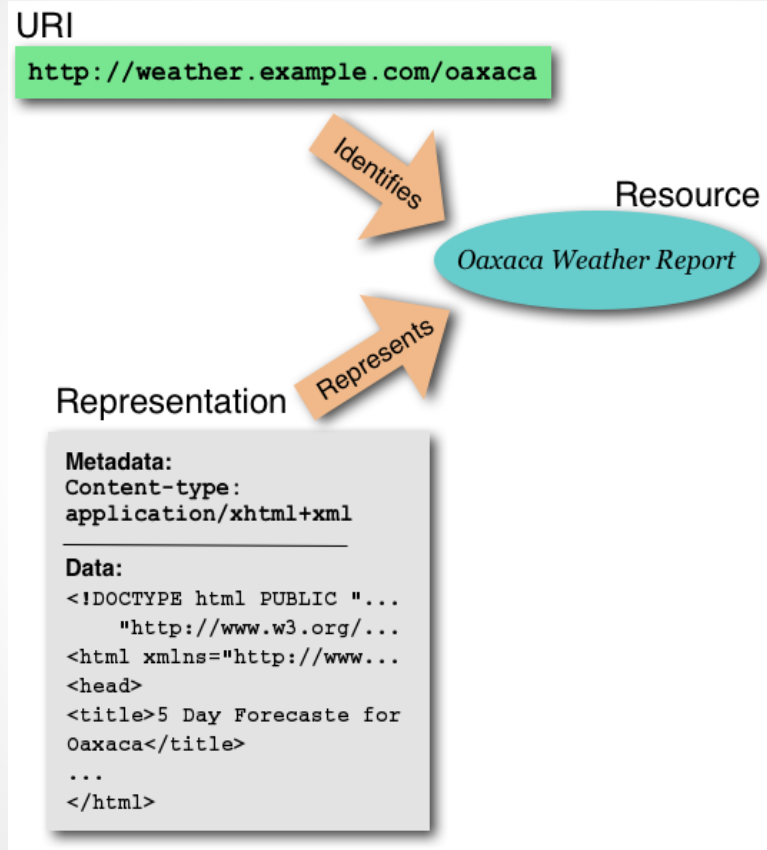 URI
http://weather.example.com/oaxaca
Identifies
Resource
Oaxaca Weather Report
Represents
Representation
Metadata:
Content-type:
application/xhtml+xml
Data:
<!DOCTYPE html PUBLIC "...
"http://www.w3.org/...
<html xmlns="http://www...
<head>
<title>5 Day Forecaste for
Oaxaca</title>
...
</html>